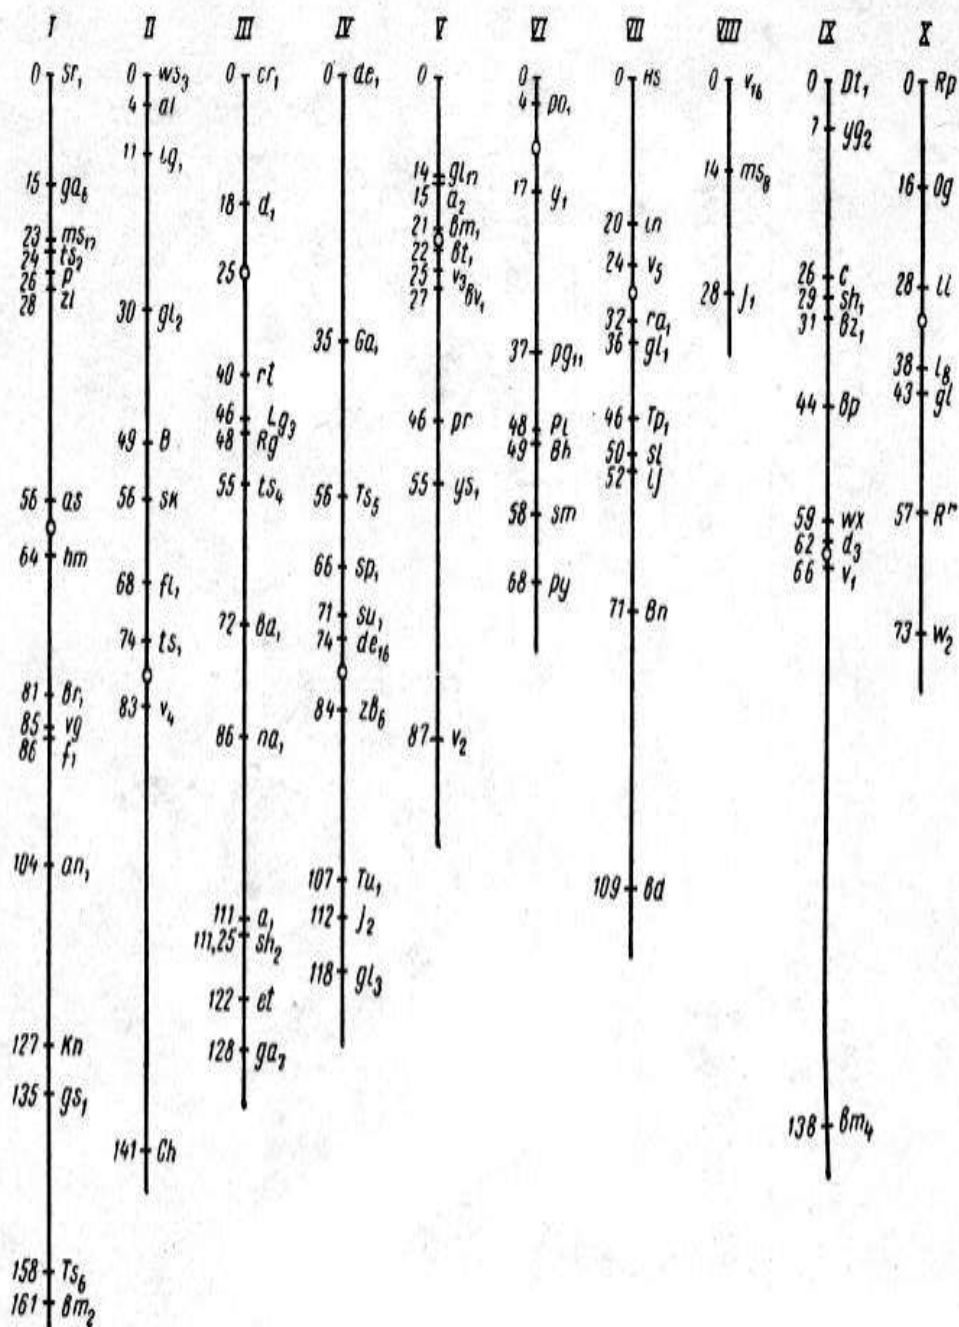 I II III IV V VI VII VIII IX X
0 sr₁
15 ga₆
23 ms₁₇
24 ts₂
26 p
28 zl
56 as
64 hm
81 br₁
85 vg
86 f₁
104 an₁
127 Kn
135 gs₁
158 Ts₆
161 bm₂
0 ws₃
4 al
11 lg₁
30 gl₂
49 B
56 sk
68 fl₁
74 ts₁
83 v₄
141 Ch
0 cr₁
18 d₁
25
40 rt
46 Lg₃
48 Rg
55 ts₄
72 ba₁
86 na₁
111 a₁
111,25 sh₂
122 et
128 ga₂
0 de₁
35 Ga₁
56 Ts₅
66 sp₁
71 su₁
74 de₁₆
84 zb₆
107 Tu₁
112 j₂
118 gl₃
0
14 gl₁₇
15 a₂
21 bm₁
22 bt₁
25 v₃
27 bv₁
46 pr
55 ys₁
87 v₂
0
4 po₁
17 y₁
37 pg₁₁
48 Pl
49 Bh
58 sm
68 py
0 Hs
20 in
24 v₅
32 ra₁
36 gl₁
46 Tp₁
50 sl
52 ij
71 Bn
109 bd
0 v₁₆
14 ms₈
28 j₁
0 Dt₁
7 yg₂
26 c
29 sh₁
31 bz₁
44 bp
59 wx
62 d₃
66 v₁
138 bm₄
0 Rp
16 Og
28 li
38 l₈
43 gl
57 Rʳ
73 w₂